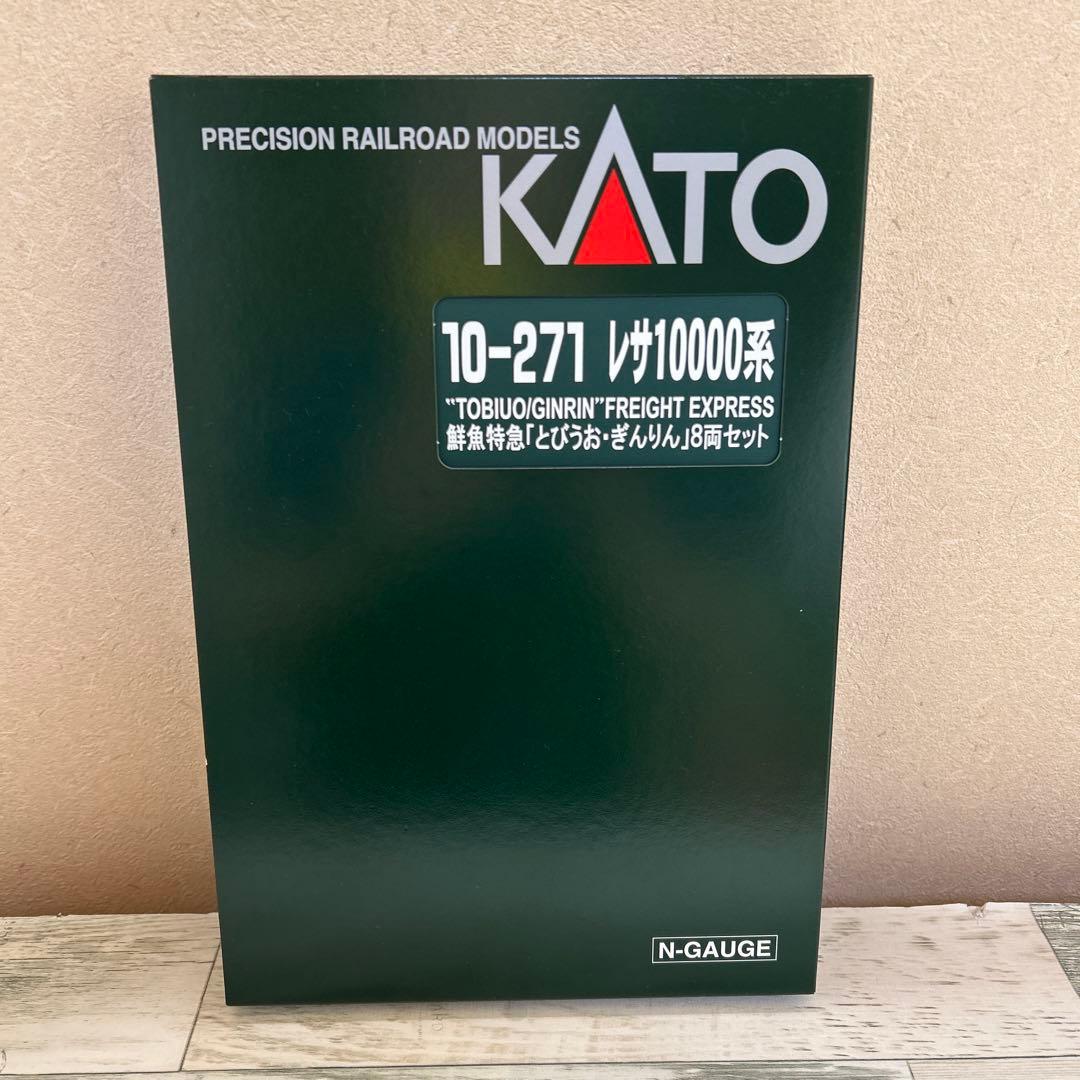 PRECISION RAILROAD MODELS
KATO
10-271 レサ10000系
"TOBIUO/GINRIN"FREIGHT EXPRESS
鮮魚特急「とびうお・ぎんりん」8両セット
N-GAUGE